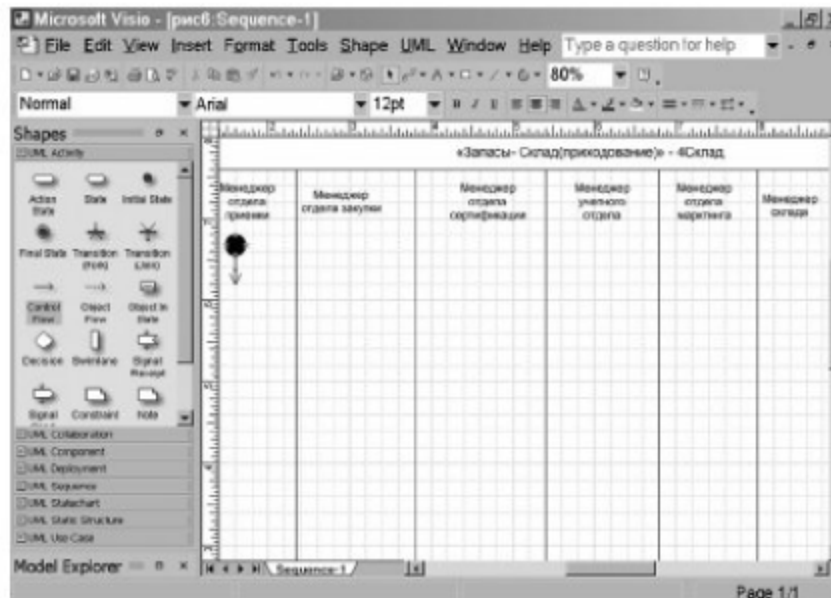 Microsoft Visio - [рис6:Sequence-1]
File Edit View Insert Format Tools Shape UML Window Help Type a question for help
80%
Normal Arial 12pt
Shapes
UML Activity
«Запасы- Склад(приходование)» - 4Склад
Менеджер отдела приемки
Менеджер отдела закупки
Менеджер отдела сертификации
Менеджер учетного отдела
Менеджер отдела маркетинга
Менеджер склада
Action State
State
Initial State
Final State
Transition (Fork)
Transition (Join)
Control Flow
Object Flow
Object In State
Decision
Swimlane
Signal Receipt
Signal
Constraint
Note
UML Collaboration
UML Component
UML Deployment
UML Sequence
UML Statechart
UML Static Structure
UML Use Case
Model Explorer
Sequence-1
Page 1/1